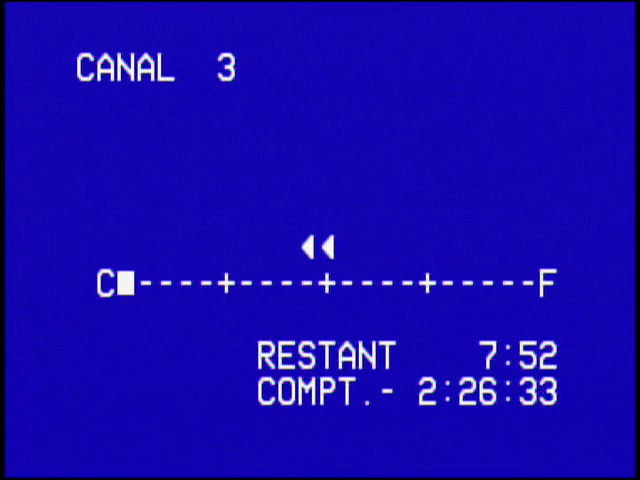 CANAL 3
◀◀
C■----+----+----+-----F
RESTANT 7:52
COMPT.- 2:26:33